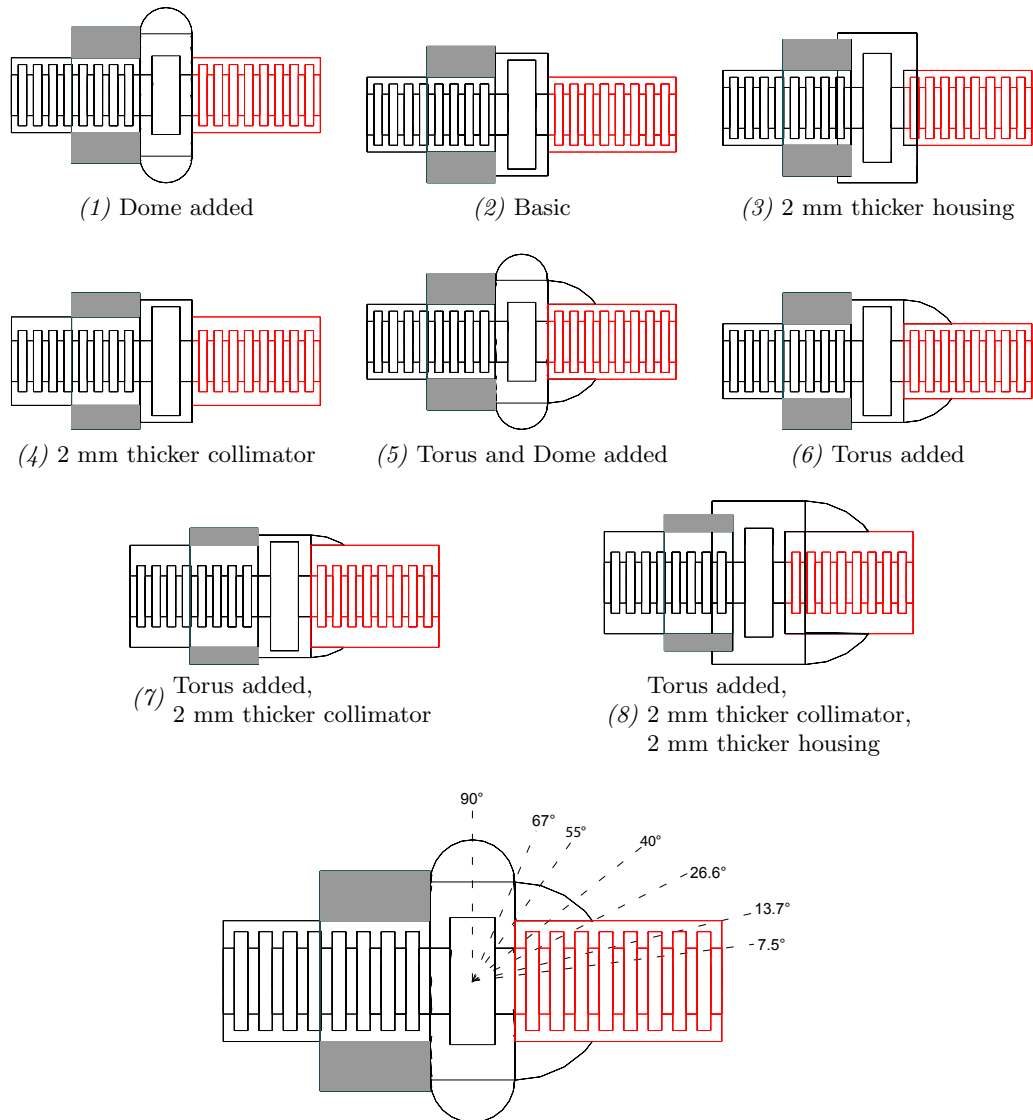 (1) Dome added
(2) Basic
(3) 2 mm thicker housing
(4) 2 mm thicker collimator
(5) Torus and Dome added
(6) Torus added
(7) Torus added,
2 mm thicker collimator
(8) Torus added,
2 mm thicker collimator,
2 mm thicker housing
90°
67°
55°
40°
26.6°
13.7°
7.5°